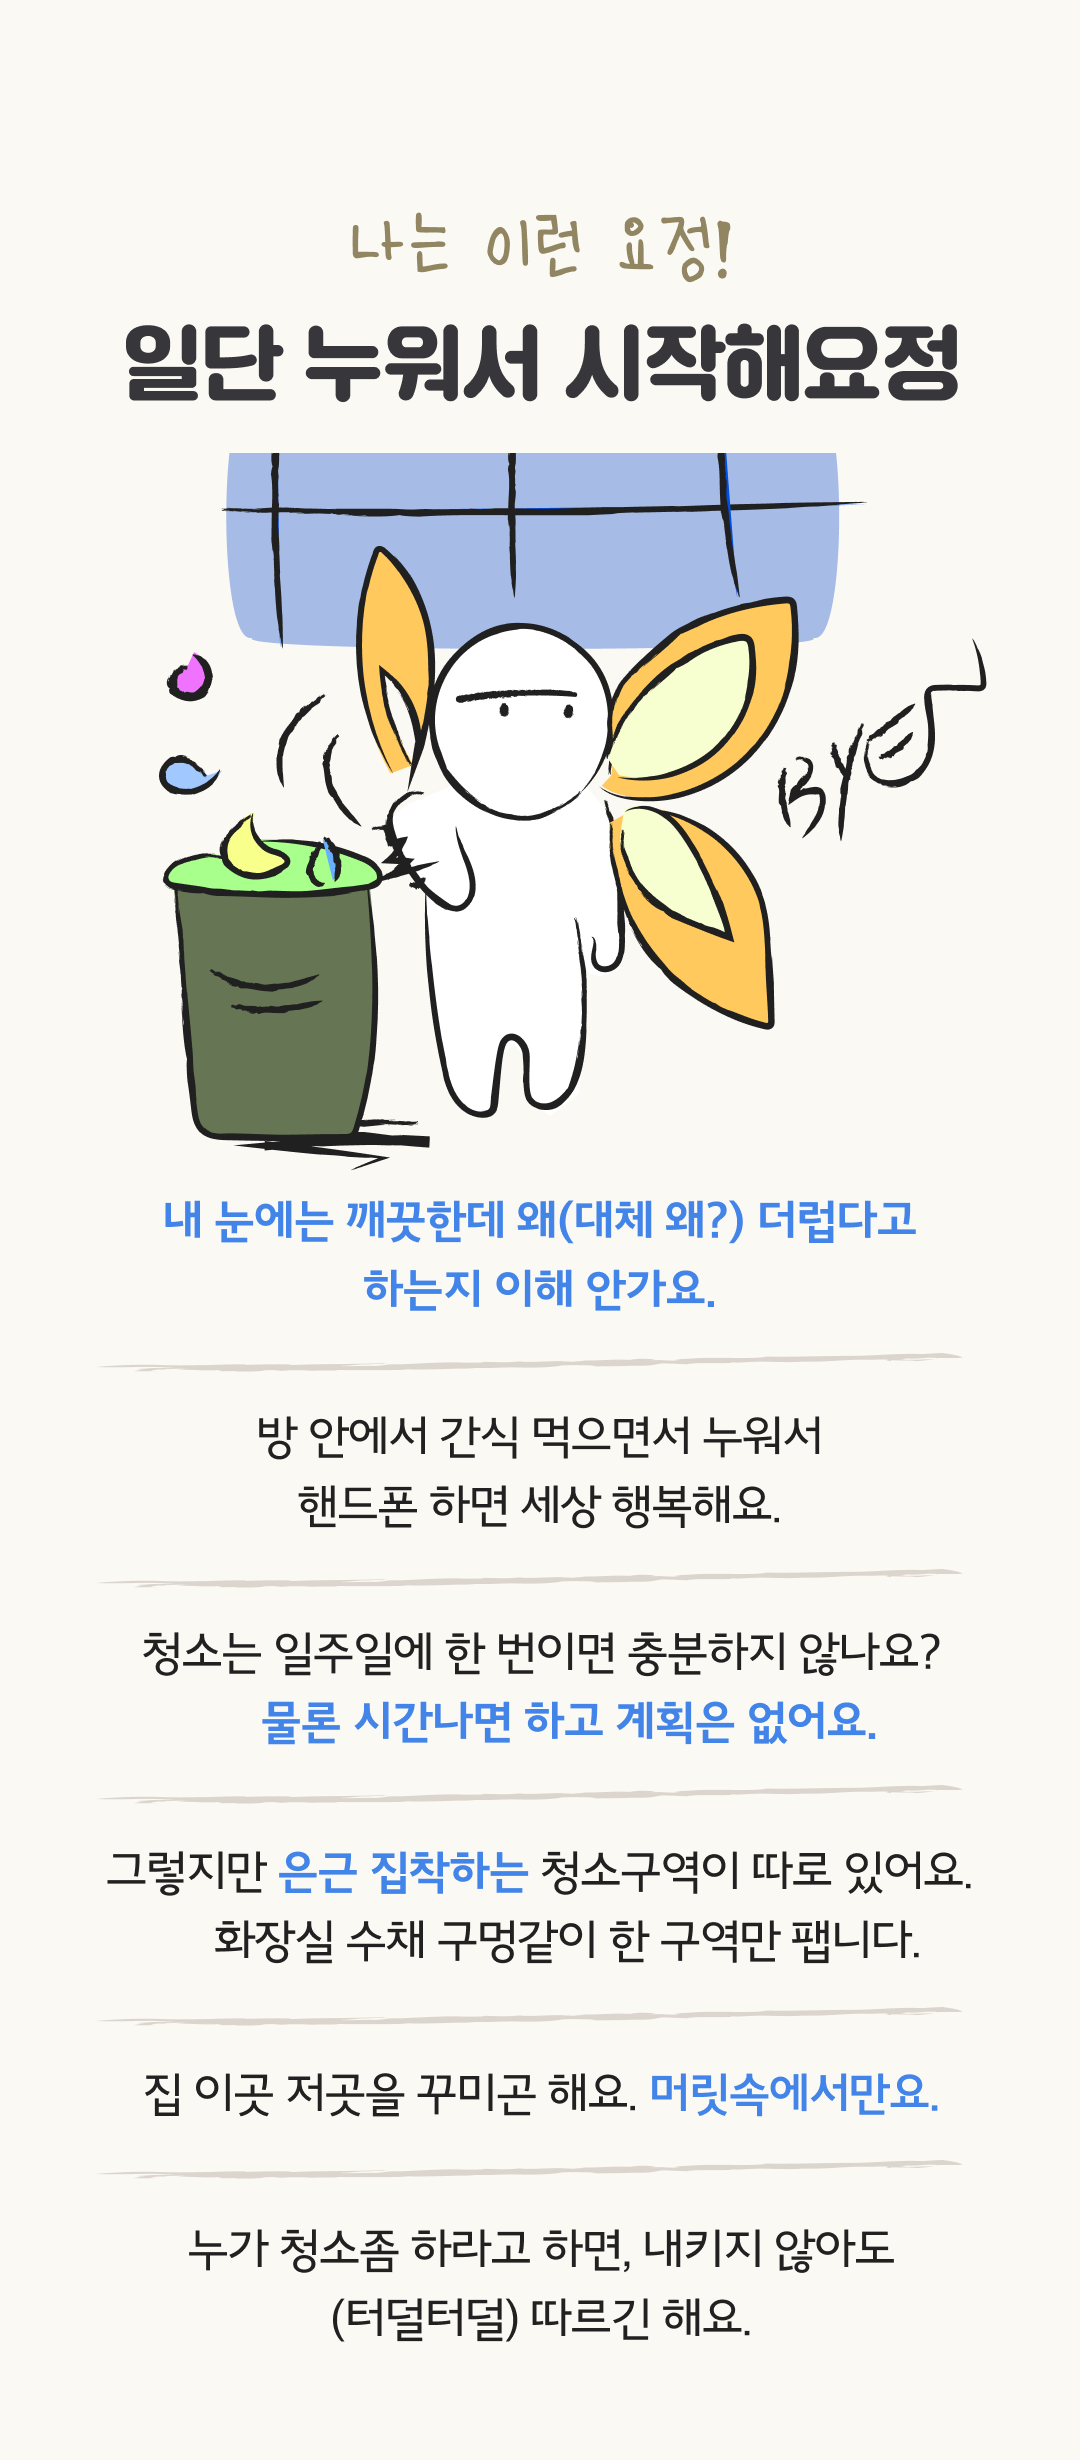 나는 이런 요정!
일단 누워서 시작해요정
BYE
내 눈에는 깨끗한데 왜(대체 왜?) 더럽다고
하는지 이해 안가요.
방 안에서 간식 먹으면서 누워서
핸드폰 하면 세상 행복해요.
청소는 일주일에 한 번이면 충분하지 않나요?
물론 시간나면 하고 계획은 없어요.
그렇지만 은근 집착하는 청소구역이 따로 있어요.
화장실 수채 구멍같이 한 구역만 팹니다.
집 이곳 저곳을 꾸미곤 해요. 머릿속에서만요.
누가 청소좀 하라고 하면, 내키지 않아도
(터덜터덜) 따르긴 해요.